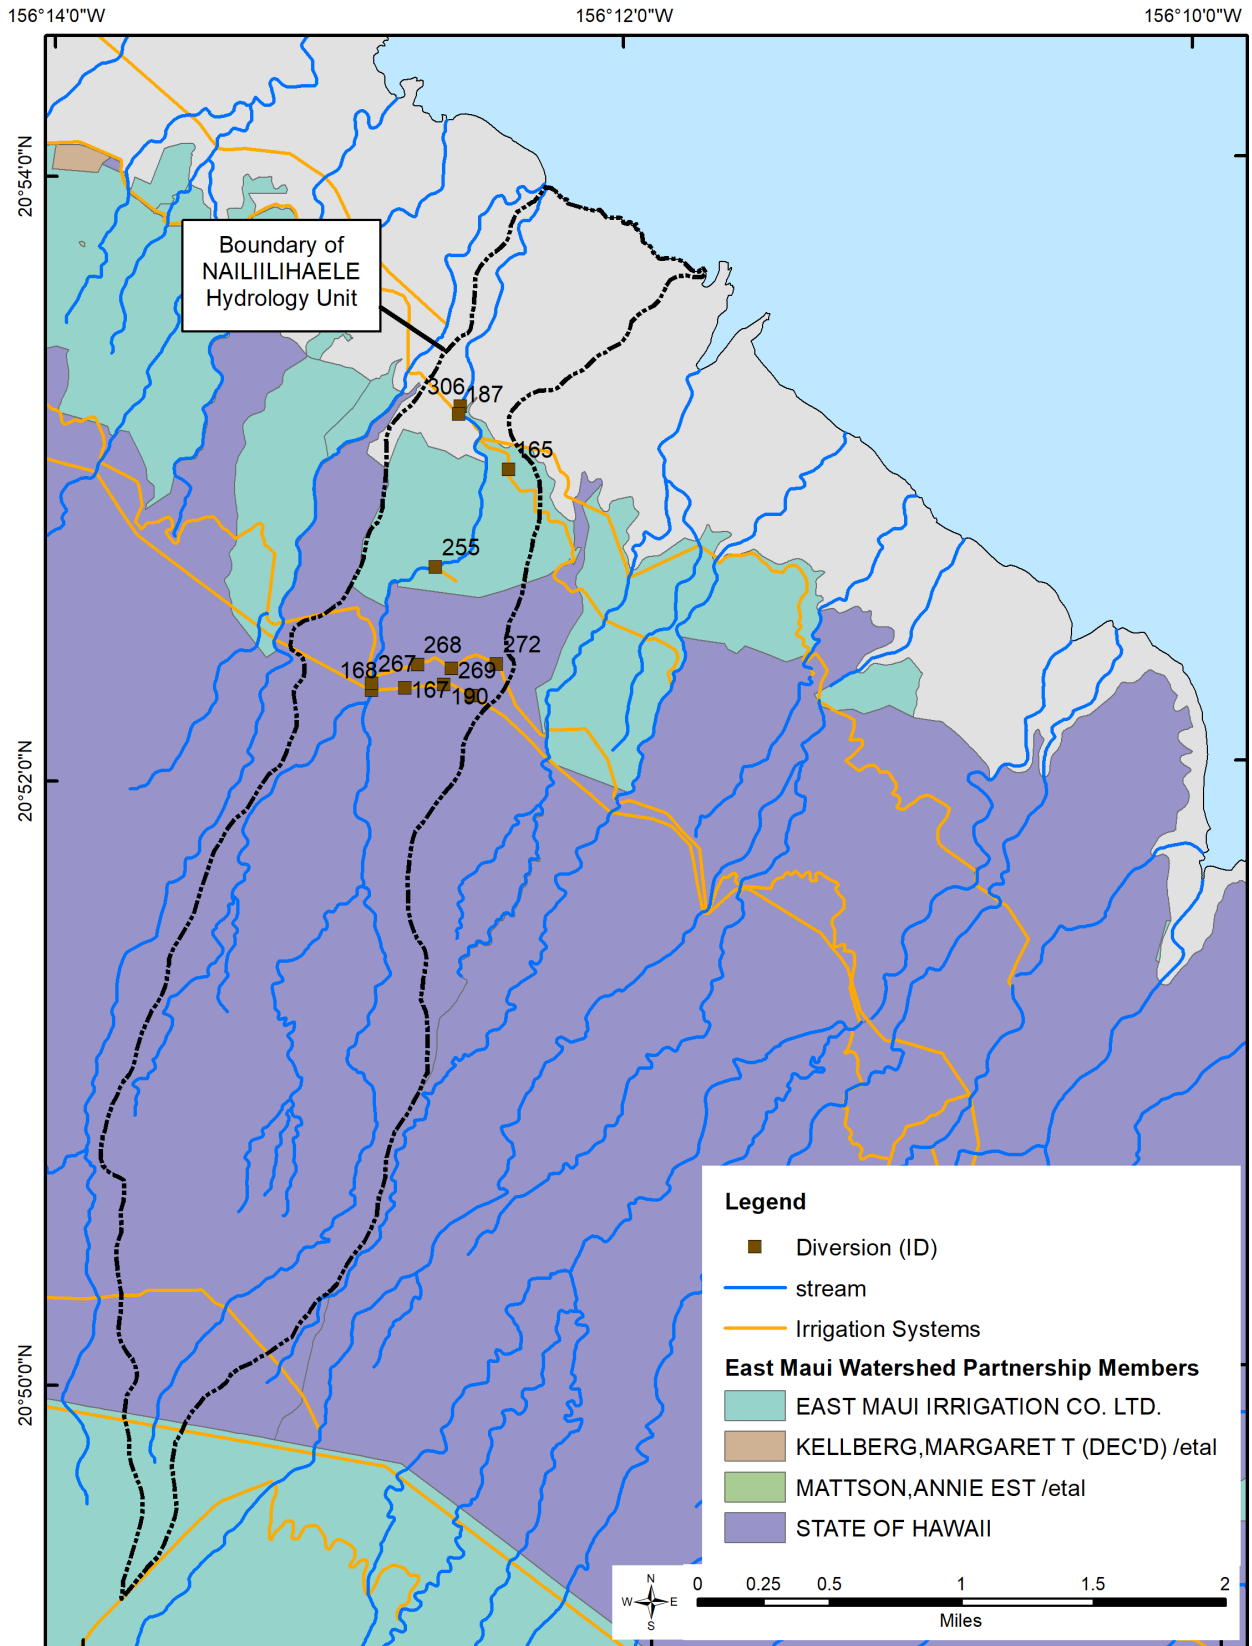 156°14'0"W
156°12'0"W
156°10'0"W
20°54'0"N
Boundary of
NAILIILIHAELE
Hydrology Unit
306
187
165
255
268
272
168
267
269
167
190
20°52'0"N
20°50'0"N
Legend
Diversion (ID)
stream
Irrigation Systems
East Maui Watershed Partnership Members
EAST MAUI IRRIGATION CO. LTD.
KELLBERG,MARGARET T (DEC'D) /etal
MATTSON,ANNIE EST /etal
STATE OF HAWAII
N
W E
S
0 0.25 0.5 1 1.5 2
Miles